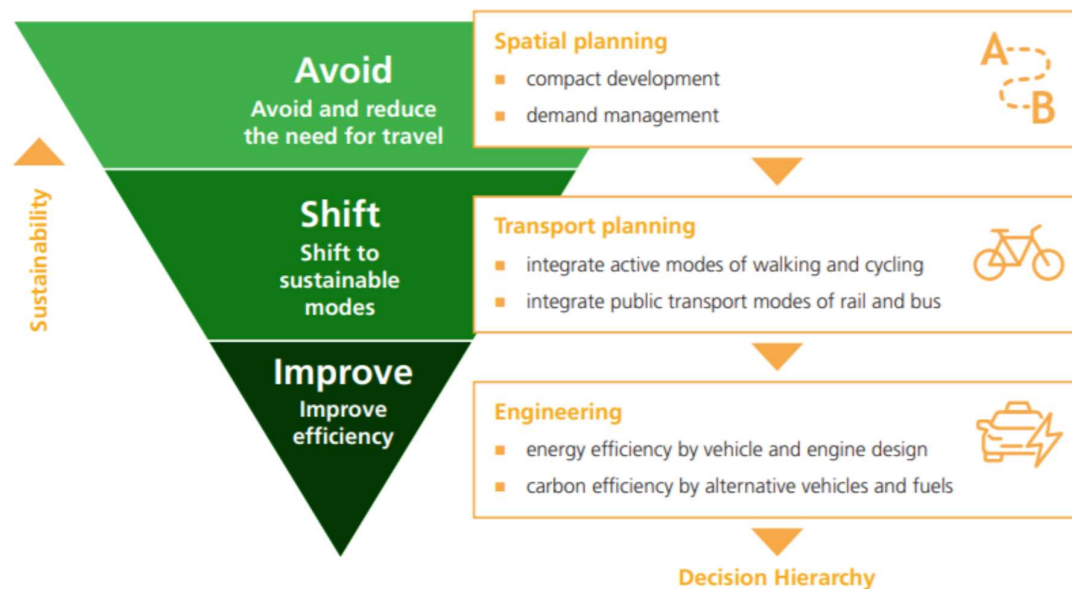 Avoid
Avoid and reduce
the need for travel
Spatial planning
compact development
demand management
A
B
Sustainability
Shift
Shift to
sustainable
modes
Transport planning
integrate active modes of walking and cycling
integrate public transport modes of rail and bus
Improve
Improve
efficiency
Engineering
energy efficiency by vehicle and engine design
carbon efficiency by alternative vehicles and fuels
Decision Hierarchy